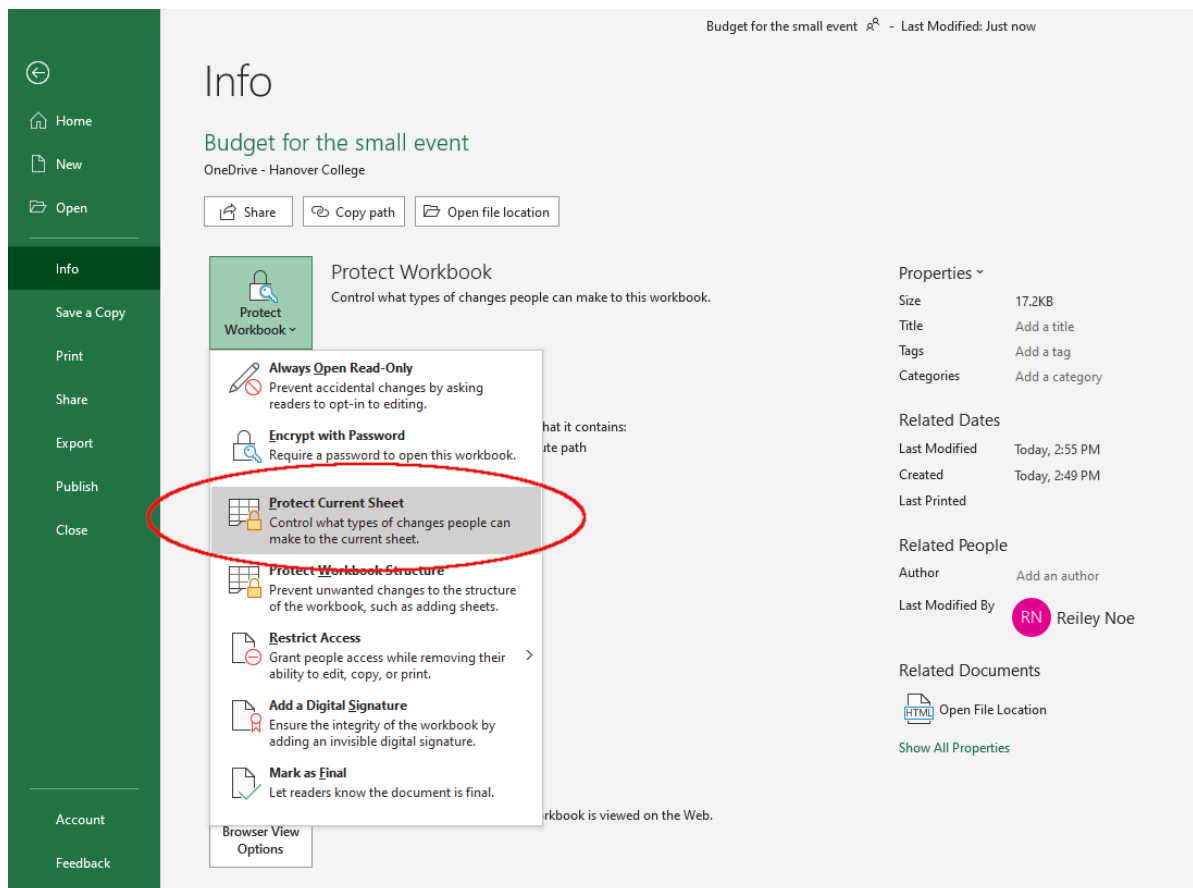 Budget for the small event - Last Modified: Just now
Info
Home
New
Open
Info
Save a Copy
Print
Share
Export
Publish
Close
Account
Feedback
Budget for the small event
OneDrive - Hanover College
Share
Copy path
Open file location
Protect
Workbook
Protect Workbook
Control what types of changes people can make to this workbook.
Always Open Read-Only
Prevent accidental changes by asking
readers to opt-in to editing.
Encrypt with Password
Require a password to open this workbook.
Protect Current Sheet
Control what types of changes people can
make to the current sheet.
Protect Workbook Structure
Prevent unwanted changes to the structure
of the workbook, such as adding sheets.
Restrict Access
Grant people access while removing their
ability to edit, copy, or print.
Add a Digital Signature
Ensure the integrity of the workbook by
adding an invisible digital signature.
Mark as Final
Let readers know the document is final.
hat it contains:
ute path
rkbook is viewed on the Web.
Browser View
Options
Properties
Size 17.2KB
Title Add a title
Tags Add a tag
Categories Add a category
Related Dates
Last Modified Today, 2:55 PM
Created Today, 2:49 PM
Last Printed
Related People
Author Add an author
Last Modified By RN Reiley Noe
Related Documents
HTML Open File Location
Show All Properties